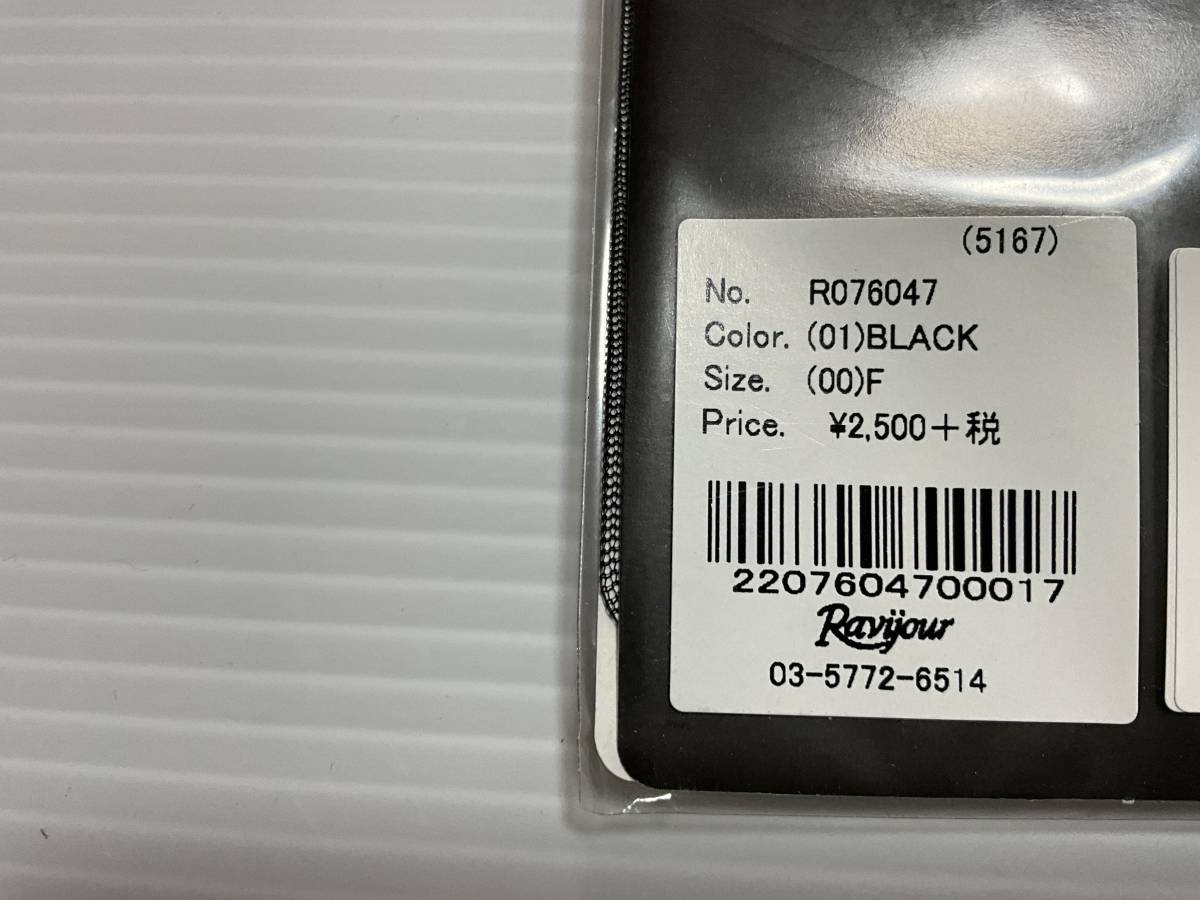 (5167)
No. R076047
Color. (01)BLACK
Size. (00)F
Price. ¥2,500+税
2207604700017
Ravijour
03-5772-6514